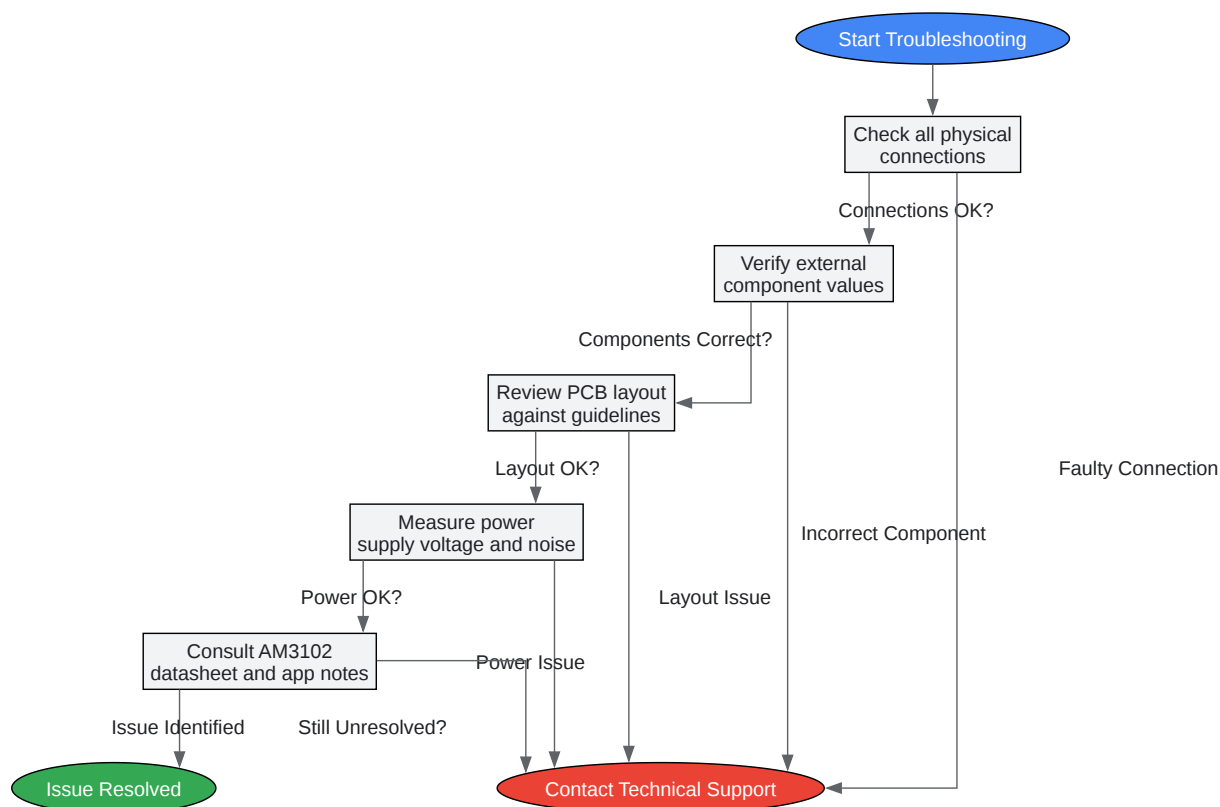 Start Troubleshooting
Check all physical
connections
Connections OK?
Verify external
component values
Components Correct?
Review PCB layout
against guidelines
Layout OK?
Faulty Connection
Measure power
supply voltage and noise
Incorrect Component
Power OK?
Layout Issue
Consult AM3102
datasheet and app notes
Power Issue
Issue Identified
Still Unresolved?
Issue Resolved
Contact Technical Support